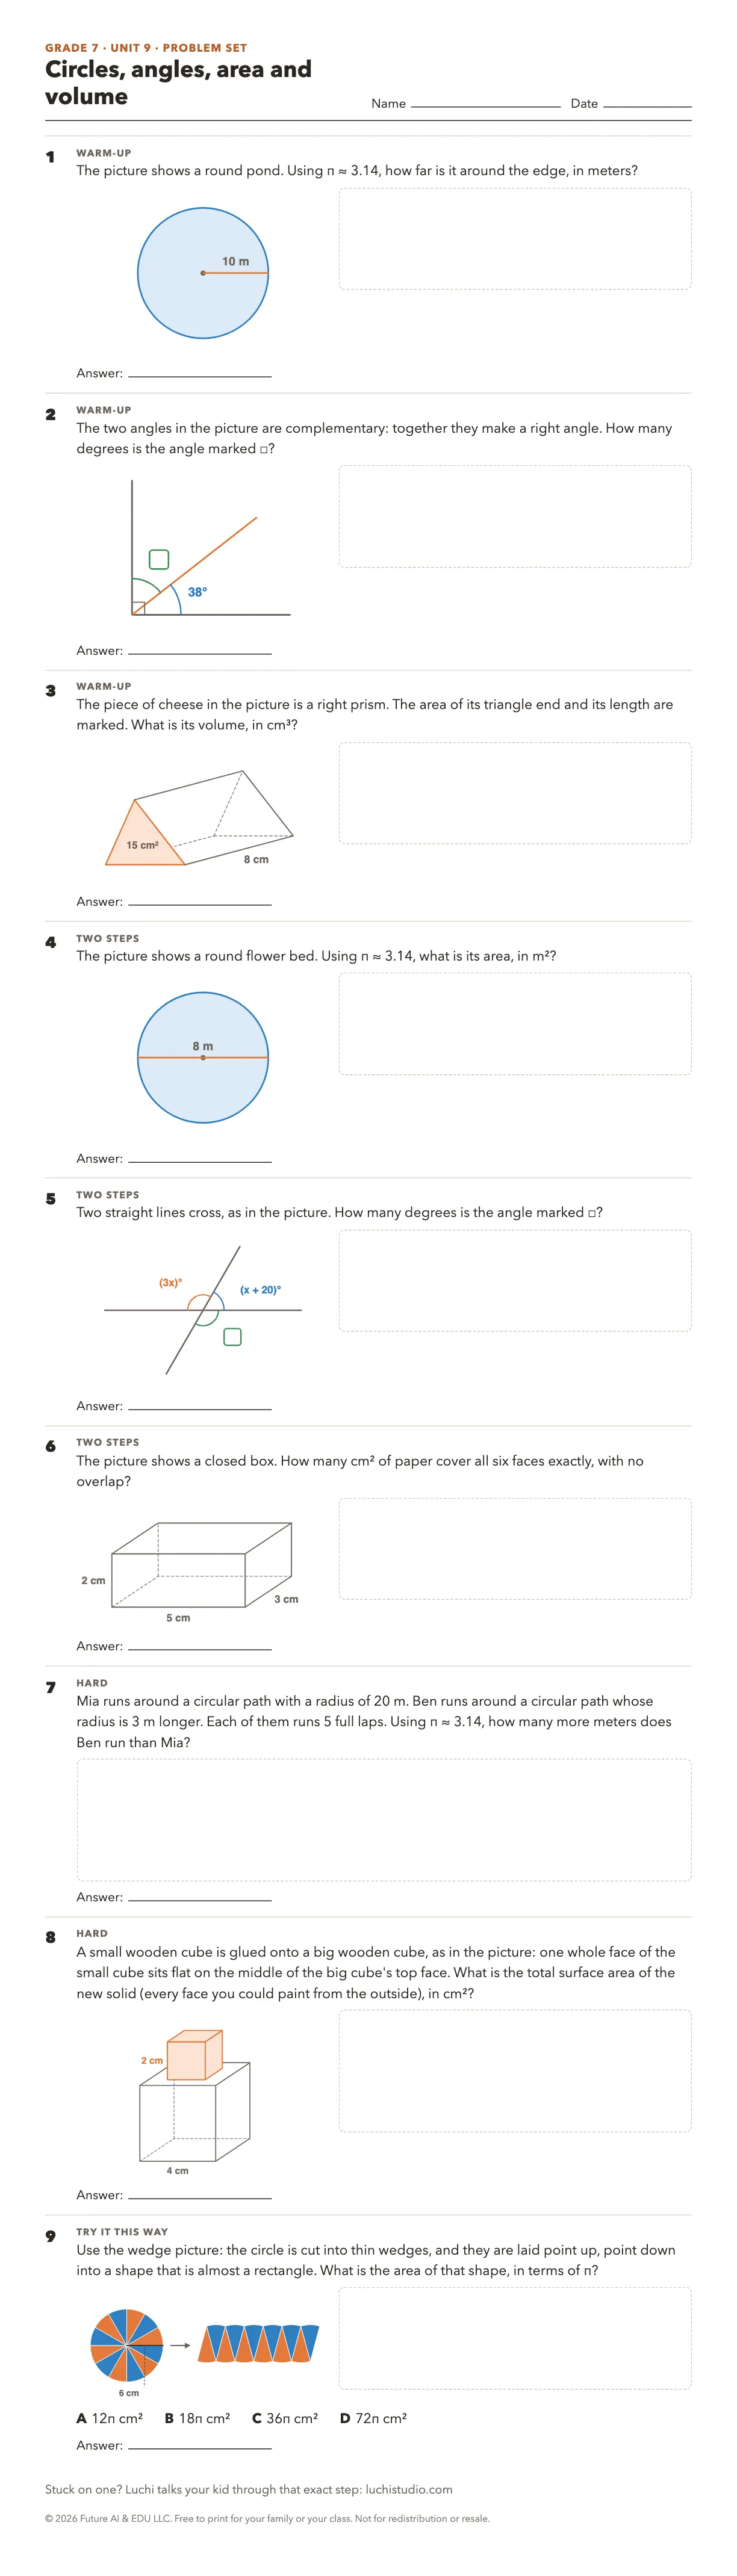 GRADE 7 · UNIT 9 · PROBLEM SET
Circles, angles, area and
volume
Name
Date
1
WARM-UP
The picture shows a round pond. Using π ≈ 3.14, how far is it around the edge, in meters?
10 m
Answer:
2
WARM-UP
The two angles in the picture are complementary: together they make a right angle. How many
degrees is the angle marked □?
38°
Answer:
3
WARM-UP
The piece of cheese in the picture is a right prism. The area of its triangle end and its length are
marked. What is its volume, in cm³?
15 cm²
8 cm
Answer:
4
TWO STEPS
The picture shows a round flower bed. Using π ≈ 3.14, what is its area, in m²?
8 m
Answer:
5
TWO STEPS
Two straight lines cross, as in the picture. How many degrees is the angle marked □?
(3x)°
(x + 20)°
Answer:
6
TWO STEPS
The picture shows a closed box. How many cm² of paper cover all six faces exactly, with no
overlap?
2 cm
3 cm
5 cm
Answer:
7
HARD
Mia runs around a circular path with a radius of 20 m. Ben runs around a circular path whose
radius is 3 m longer. Each of them runs 5 full laps. Using π ≈ 3.14, how many more meters does
Ben run than Mia?
Answer:
8
HARD
A small wooden cube is glued onto a big wooden cube, as in the picture: one whole face of the
small cube sits flat on the middle of the big cube's top face. What is the total surface area of the
new solid (every face you could paint from the outside), in cm²?
2 cm
4 cm
Answer:
9
TRY IT THIS WAY
Use the wedge picture: the circle is cut into thin wedges, and they are laid point up, point down
into a shape that is almost a rectangle. What is the area of that shape, in terms of π?
6 cm
A 12π cm² B 18π cm² C 36π cm² D 72π cm²
Answer:
Stuck on one? Luchi talks your kid through that exact step: luchistudio.com
© 2026 Future AI & EDU LLC. Free to print for your family or your class. Not for redistribution or resale.